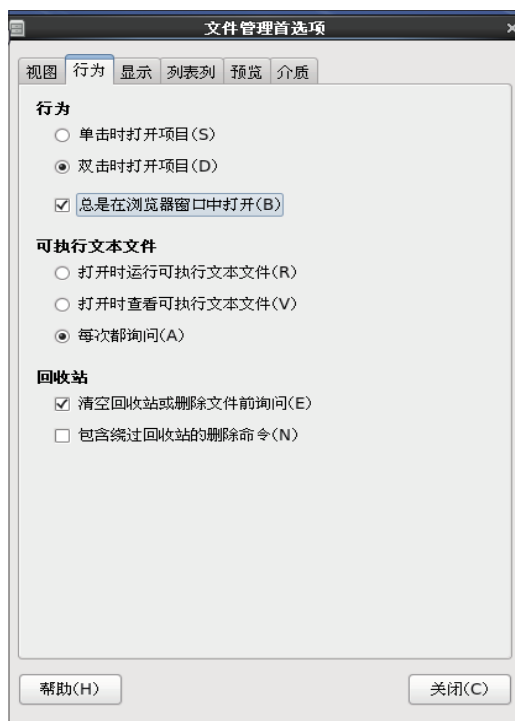 文件管理首选项
视图 行为 显示 列表列 预览 介质
行为
单击时打开项目(S)
双击时打开项目(D)
总是在浏览器窗口中打开(B)
可执行文本文件
打开时运行可执行文本文件(R)
打开时查看可执行文本文件(V)
每次都询问(A)
回收站
清空回收站或删除文件前询问(E)
包含绕过回收站的删除命令(N)
帮助(H) 关闭(C)